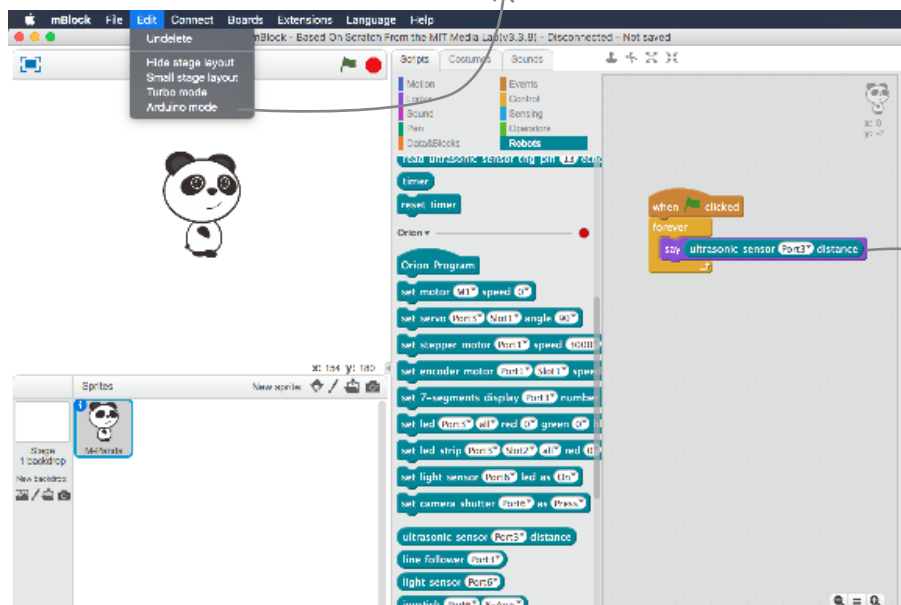 mBlock File Edit Connect Boards Extensions Language Help
mBlock - Based On Scratch From the MIT Media Lab(v3.3.8) - Disconnected - Not saved
Undelete
Hide stage layout
Small stage layout
Turbo mode
Arduino mode
Scripts Costumes Sounds
Motion Events
Looks Control
Sound Sensing
Pen Operators
Data&Blocks Robots
read ultrasonic sensor trig pin 13 echo
timer
reset timer
Orion
Orion Program
set motor M1 speed 0
set servo Port3 Slot1 angle 90
set stepper motor Port1 speed 3000
set encoder motor Port1 Slot1 speed
set 7-segments display Port3 number
set led Port3 all red 0 green 0
set led strip Port3 Slot2 all red 0
set light sensor Port6 led as On
set camera shutter Port6 as Press
ultrasonic sensor Port3 distance
line follower Port3
light sensor Port6
joystick Port6 X-Axis
x: 0
y: -7
when clicked
forever
say ultrasonic sensor Port3 distance
y: 180
Sprites New sprite:
Stage
1 backdrop
New backdrop
M-Panda